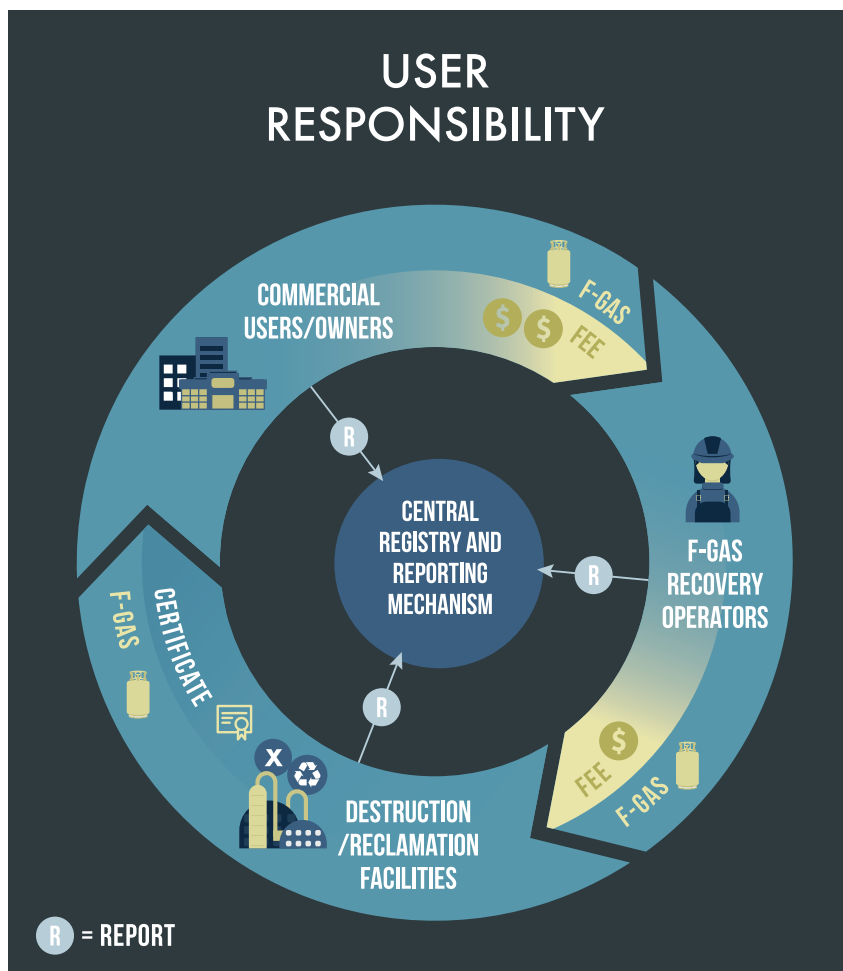 USER
RESPONSIBILITY
COMMERCIAL
USERS/OWNERS
F-GAS
$ $ FEE
R
CENTRAL
REGISTRY AND
REPORTING
MECHANISM
R
F-GAS
RECOVERY
OPERATORS
F-GAS
CERTIFICATE
R
$
FEE
F-GAS
X
DESTRUCTION
/RECLAMATION
FACILITIES
R = REPORT